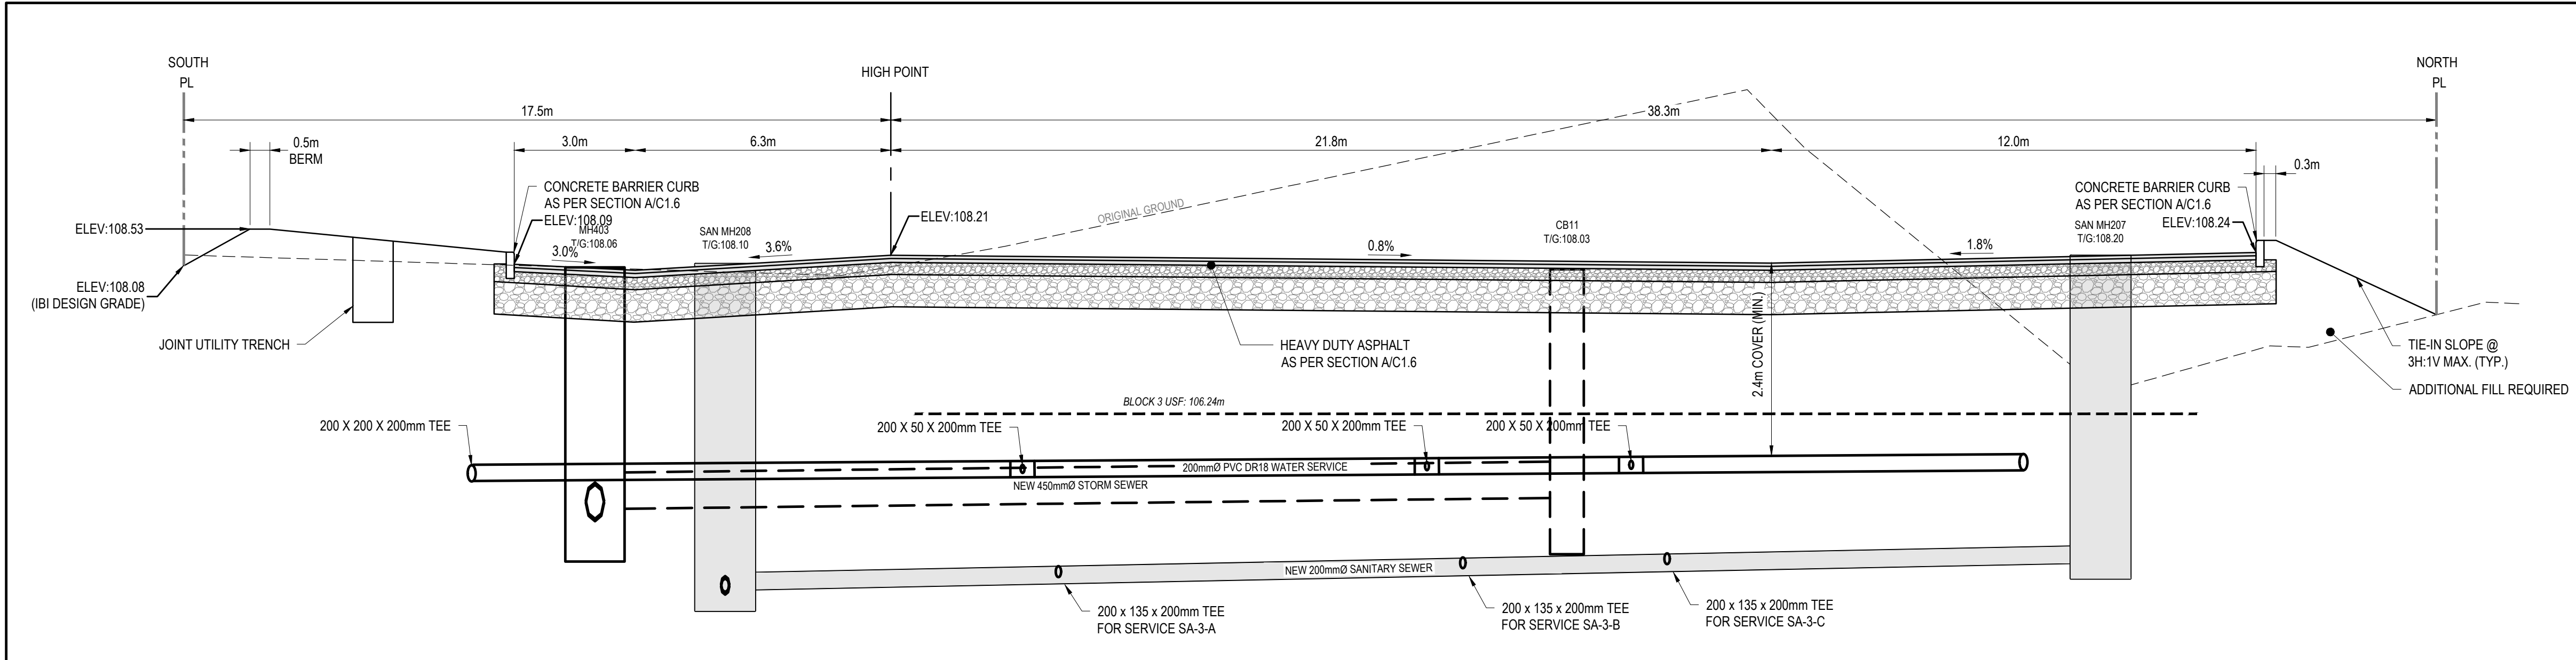 SOUTH
PL
HIGH POINT
NORTH
PL
17.5m
38.3m
0.5m
BERM
3.0m
6.3m
21.8m
12.0m
0.3m
CONCRETE BARRIER CURB
AS PER SECTION A/C1.6
ELEV:108.09
MH403
T/G:108.06
3.0%
SAN MH208
T/G:108.10
3.6%
ELEV:108.53
ELEV:108.21
ORIGINAL GROUND
0.8%
CB11
T/G:108.03
1.8%
CONCRETE BARRIER CURB
AS PER SECTION A/C1.6
ELEV:108.24
SAN MH207
T/G:108.20
ELEV:108.08
(IBI DESIGN GRADE)
JOINT UTILITY TRENCH
HEAVY DUTY ASPHALT
AS PER SECTION A/C1.6
2.4m COVER (MIN.)
TIE-IN SLOPE @
3H:1V MAX. (TYP.)
ADDITIONAL FILL REQUIRED
BLOCK 3 USF: 106.24m
200 X 200 X 200mm TEE
200 X 50 X 200mm TEE
200 X 50 X 200mm TEE
200 X 50 X 200mm TEE
200mmØ PVC DR18 WATER SERVICE
NEW 450mmØ STORM SEWER
NEW 200mmØ SANITARY SEWER
200 x 135 x 200mm TEE
FOR SERVICE SA-3-A
200 x 135 x 200mm TEE
FOR SERVICE SA-3-B
200 x 135 x 200mm TEE
FOR SERVICE SA-3-C